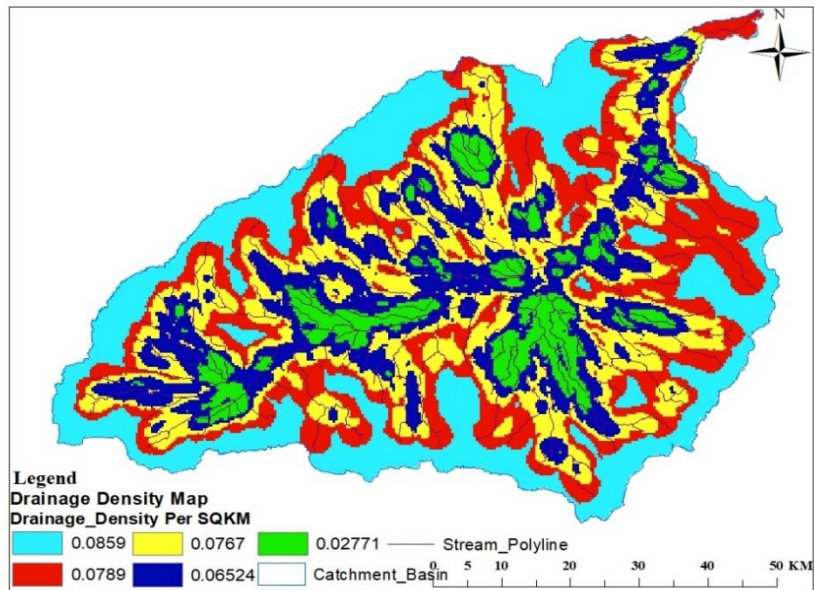 N
Legend
Drainage Density Map
Drainage_Density Per SQKM
0.0859 0.0767 0.02771 Stream_Polyline
0.0789 0.06524 Catchment_Basin
0 5 10 20 30 40 50 KM